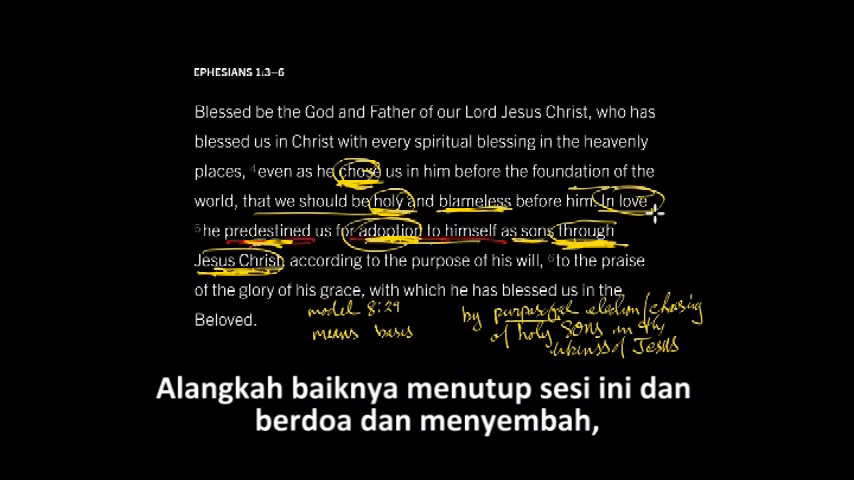 EPHESIANS 1:3–6
Blessed be the God and Father of our Lord Jesus Christ, who has
blessed us in Christ with every spiritual blessing in the heavenly
places, 4 even as he chose us in him before the foundation of the
world, that we should be holy and blameless before him. In love
5 he predestined us for adoption to himself as sons through
Jesus Christ, according to the purpose of his will, 6 to the praise
of the glory of his grace, with which he has blessed us in the
Beloved.
model 8:29
means basis
by purposeful election/choosing
of holy SONS in the
likeness of Jesus
Alangkah baiknya menutup sesi ini dan
berdoa dan menyembah,